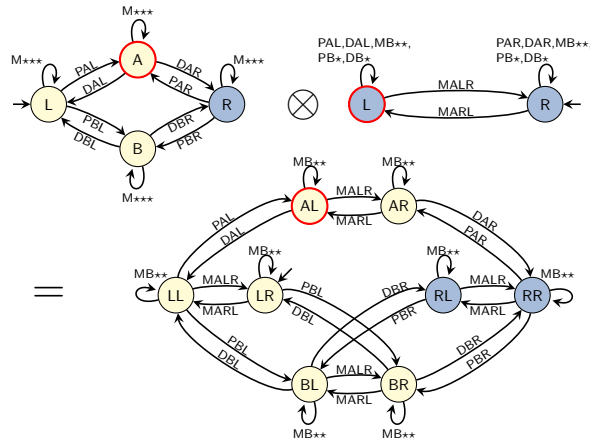 M⋆⋆⋆
A
M⋆⋆⋆
PAL
DAL
DAR
PAR
M⋆⋆⋆
L
R
PBL
DBL
DBR
PBR
B
M⋆⋆⋆
⊗
PAL,DAL,MB⋆⋆,
PB⋆,DB⋆
PAR,DAR,MB⋆⋆,
PB⋆,DB⋆
L
MALR
MARL
R
=
MB⋆⋆
MB⋆⋆
AL
MALR
MARL
AR
PAL
DAL
DAR
PAR
MB⋆⋆
MB⋆⋆
MB⋆⋆
MB⋆⋆
LL
MALR
MARL
LR
PBL
DBL
DBR
PBR
RL
MALR
MARL
RR
PBL
DBL
DBR
PBR
BL
MALR
MARL
BR
MB⋆⋆
MB⋆⋆